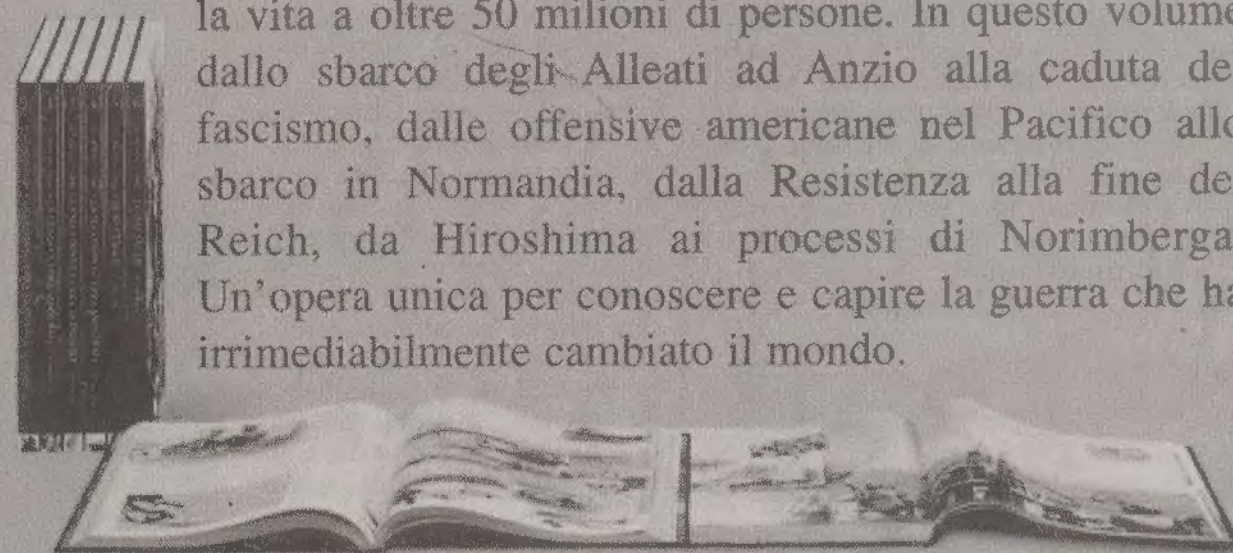 la vita a oltre 50 milioni di persone. In questo volume
dallo sbarco degli Alleati ad Anzio alla caduta de
fascismo, dalle offensive americane nel Pacifico allo
sbarco in Normandia, dalla Resistenza alla fine de
Reich, da Hiroshima ai processi di Norimberga
Un'opera unica per conoscere e capire la guerra che ha
irrimediabilmente cambiato il mondo.